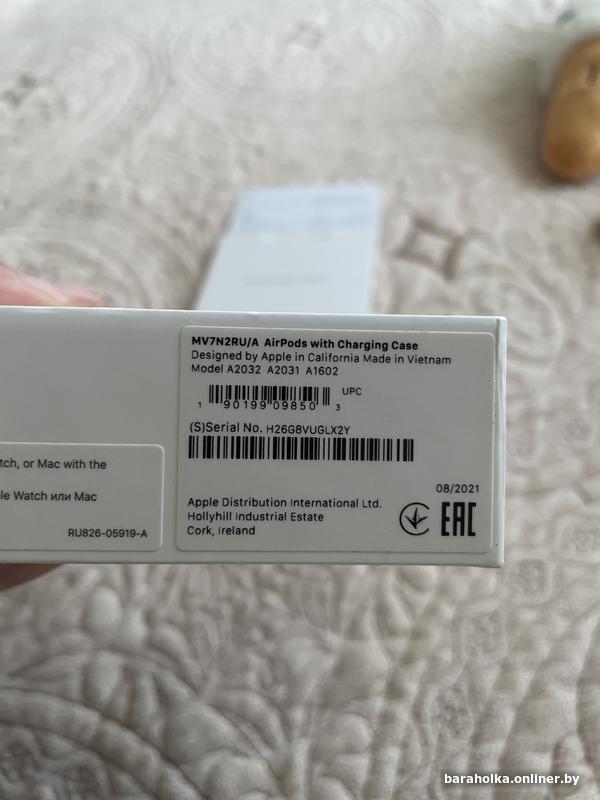 MV7N2RU/A AirPods with Charging Case
Designed by Apple in California Made in Vietnam
Model A2032 A2031 A1602
UPC
1 90199 09850 3
(S)Serial No. H26G8VUGLX2Y
08/2021
Apple Distribution International Ltd.
Hollyhill Industrial Estate
Cork, Ireland
EAC
tch, or Mac with the
le Watch или Mac
RU826-05919-A
baraholka.onliner.by